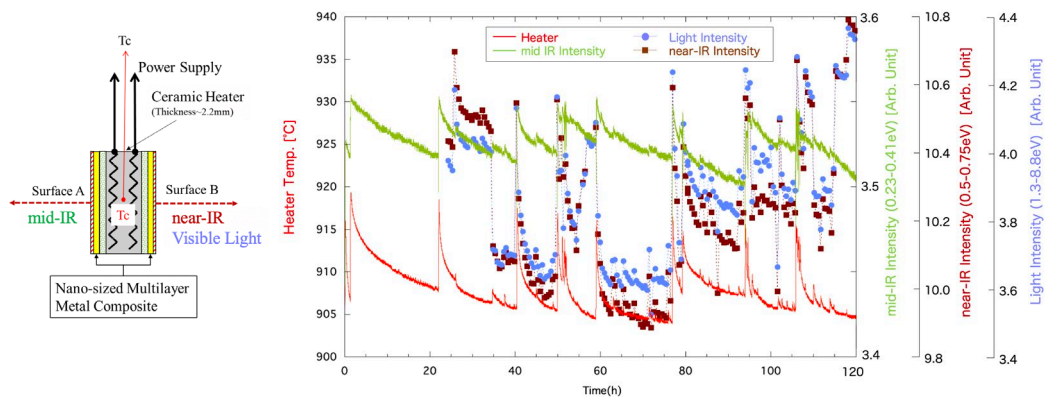 Tc
Power Supply
Ceramic Heater
(Thickness~2.2mm)
Surface A
Surface B
mid-IR
Tc
near-IR
Visible Light
Nano-sized Multilayer
Metal Composite
Heater
mid IR Intensity
Light Intensity
near-IR Intensity
Heater Temp. [°C]
940
935
930
925
920
915
910
905
900
0
20
40
60
80
100
120
Time(h)
3.6
3.5
3.4
mid-IR Intensity (0.23-0.41eV) [Arb. Unit]
10.8
10.6
10.4
10.2
10.0
9.8
near-IR Intensity (0.5-0.75eV) [Arb. Unit]
4.4
4.2
4.0
3.8
3.6
3.4
Light Intensity (1.3-8.8eV) [Arb. Unit]